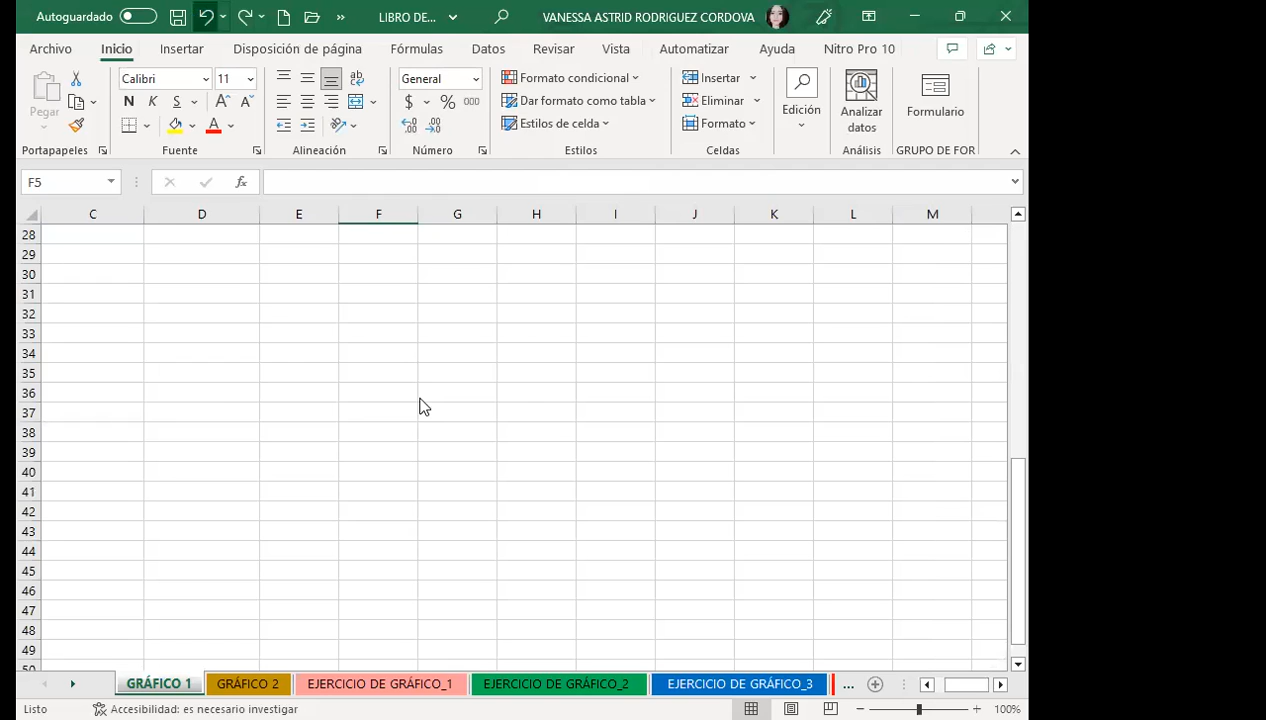 Autoguardado LIBRO DE... VANESSA ASTRID RODRIGUEZ CORDOVA
Archivo Inicio Insertar Disposición de página Fórmulas Datos Revisar Vista Automatizar Ayuda Nitro Pro 10
Pegar
Portapapeles
Calibri 11
N K S A A
A
Fuente
ab
Alineación
General
$ % 000
Número
Formato condicional
Dar formato como tabla
Estilos de celda
Estilos
Insertar
Eliminar
Formato
Celdas
Edición
Analizar
datos
Análisis
Formulario
GRUPO DE FOR
F5 fx
C D E F G H I J K L M
28
29
30
31
32
33
34
35
36
37
38
39
40
41
42
43
44
45
46
47
48
49
50
GRÁFICO 1 GRÁFICO 2 EJERCICIO DE GRÁFICO_1 EJERCICIO DE GRÁFICO_2 EJERCICIO DE GRÁFICO_3 ...
Listo Accesibilidad: es necesario investigar 100%